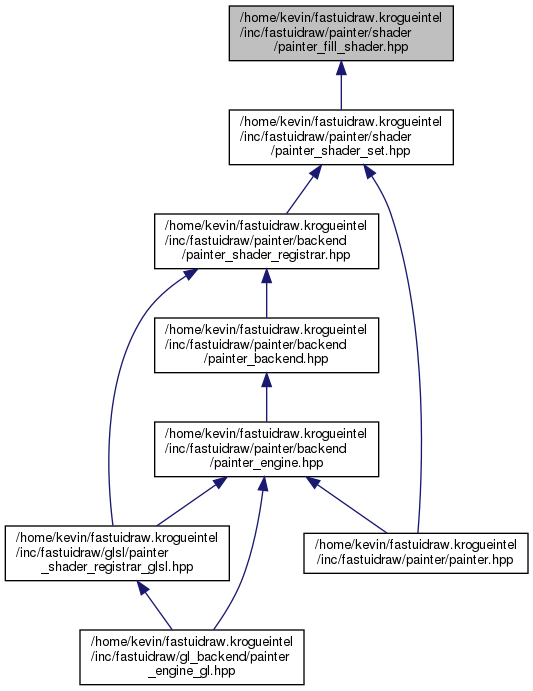 /home/kevin/fastuidraw.krogueintel
/inc/fastuidraw/painter/shader
/painter_fill_shader.hpp
/home/kevin/fastuidraw.krogueintel
/inc/fastuidraw/painter/shader
/painter_shader_set.hpp
/home/kevin/fastuidraw.krogueintel
/inc/fastuidraw/painter/backend
/painter_shader_registrar.hpp
/home/kevin/fastuidraw.krogueintel
/inc/fastuidraw/painter/backend
/painter_backend.hpp
/home/kevin/fastuidraw.krogueintel
/inc/fastuidraw/painter/backend
/painter_engine.hpp
/home/kevin/fastuidraw.krogueintel
/inc/fastuidraw/glsl/painter
_shader_registrar_glsl.hpp
/home/kevin/fastuidraw.krogueintel
/inc/fastuidraw/painter/painter.hpp
/home/kevin/fastuidraw.krogueintel
/inc/fastuidraw/gl_backend/painter
_engine_gl.hpp